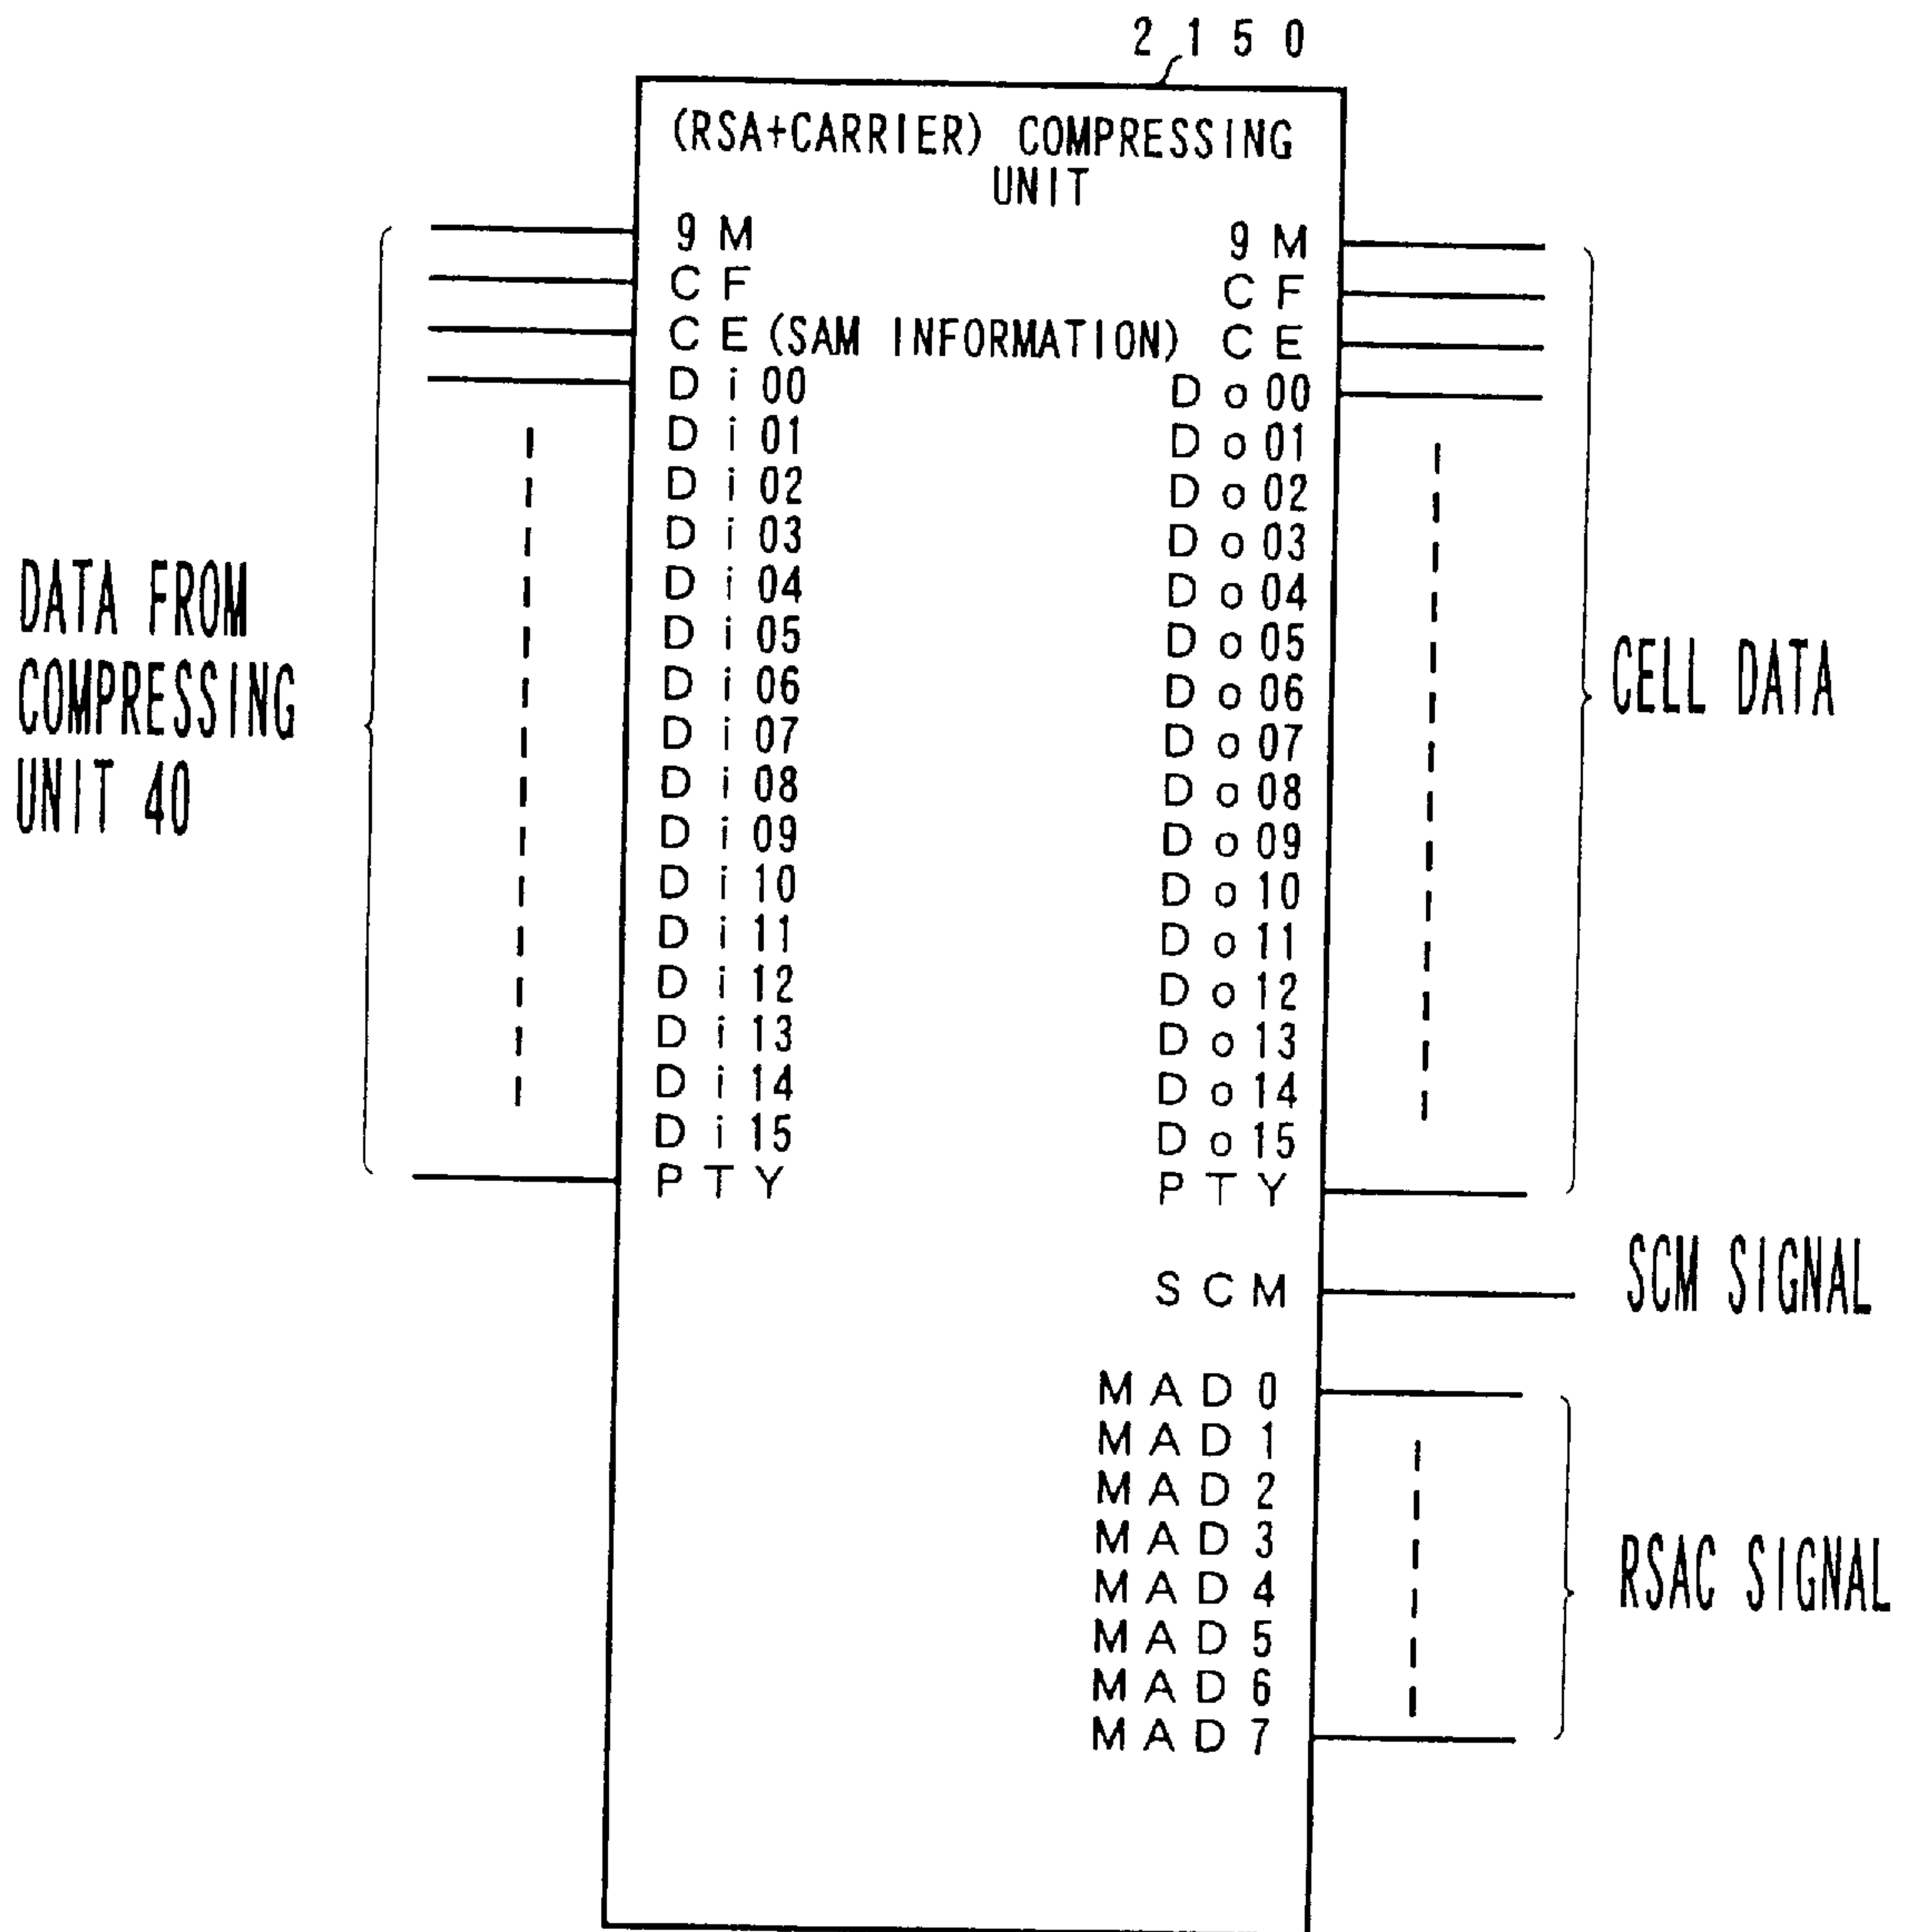 2150
(RSA+CARRIER) COMPRESSING
UNIT
9M 9M
CF CF
CE (SAM INFORMATION) CE
Di00 Do00
Di01 Do01
Di02 Do02
Di03 Do03
Di04 Do04
Di05 Do05
Di06 Do06
Di07 Do07
Di08 Do08
Di09 Do09
Di10 Do10
Di11 Do11
Di12 Do12
Di13 Do13
Di14 Do14
Di15 Do15
PTY PTY
SCM
MAD0
MAD1
MAD2
MAD3
MAD4
MAD5
MAD6
MAD7
DATA FROM
COMPRESSING
UNIT 40
CELL DATA
SCM SIGNAL
RSAC SIGNAL